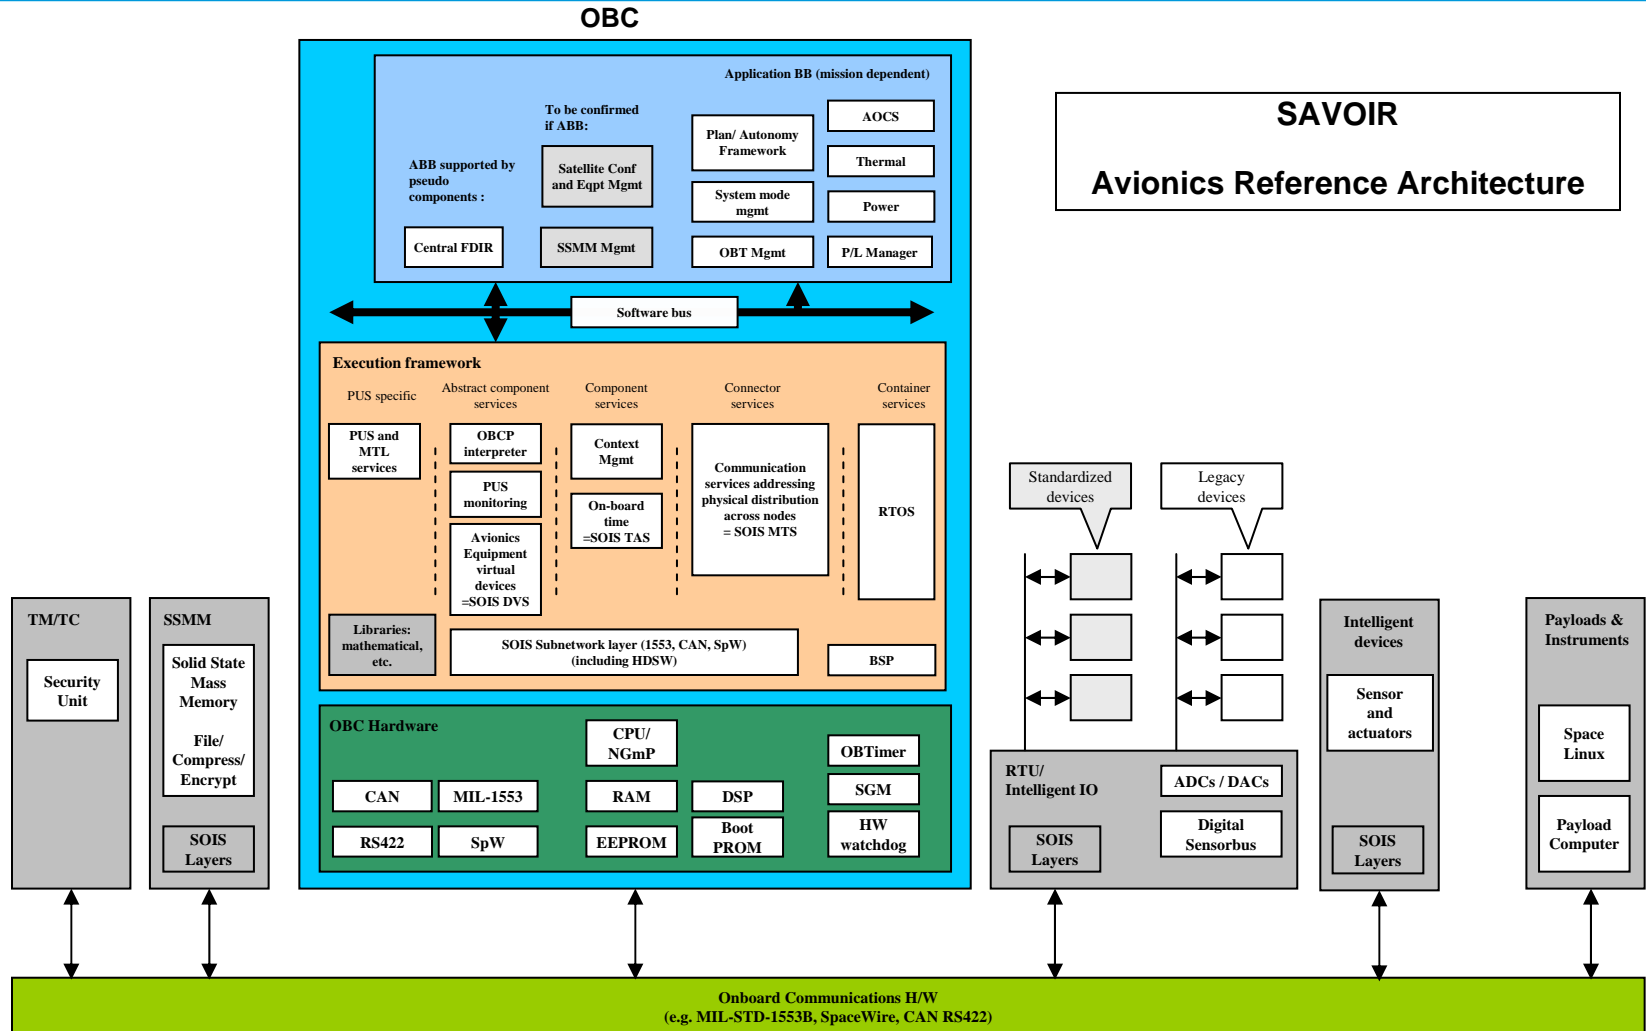 OBC
SAVOIR
Avionics Reference Architecture
Application BB (mission dependent)
To be confirmed
if ABB:
ABB supported by
pseudo
components :
Central FDIR
Satellite Conf
and Eqpt Mgmt
SSMM Mgmt
Plan/ Autonomy
Framework
System mode
mgmt
OBT Mgmt
AOCS
Thermal
Power
P/L Manager
Software bus
Execution framework
PUS specific
Abstract component
services
Component
services
Connector
services
Container
services
PUS and
MTL
services
OBCP
interpreter
PUS
monitoring
Avionics
Equipment
virtual
devices
=SOIS DVS
Context
Mgmt
On-board
time
=SOIS TAS
Communication
services addressing
physical distribution
across nodes
= SOIS MTS
RTOS
Libraries:
mathematical,
etc.
SOIS Subnetwork layer (1553, CAN, SpW)
(including HDSW)
BSP
OBC Hardware
CPU/
NGmP
OBTimer
CAN
MIL-1553
RAM
DSP
SGM
RS422
SpW
EEPROM
Boot
PROM
HW
watchdog
TM/TC
Security
Unit
SSMM
Solid State
Mass
Memory
File/
Compress/
Encrypt
SOIS
Layers
Standardized
devices
Legacy
devices
RTU/
Intelligent IO
ADCs / DACs
SOIS
Layers
Digital
Sensorbus
Intelligent
devices
Sensor
and
actuators
SOIS
Layers
Payloads &
Instruments
Space
Linux
Payload
Computer
Onboard Communications H/W
(e.g. MIL-STD-1553B, SpaceWire, CAN RS422)